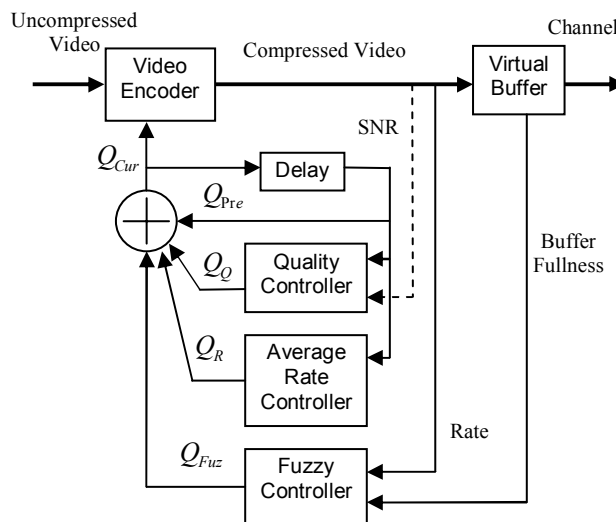 Uncompressed
Video
Compressed Video
Channel
Video
Encoder
Virtual
Buffer
SNR
Q_Cur
Delay
Q_Pre
Buffer
Fullness
Q_Q
Quality
Controller
Q_R
Average
Rate
Controller
Rate
Q_Fuz
Fuzzy
Controller